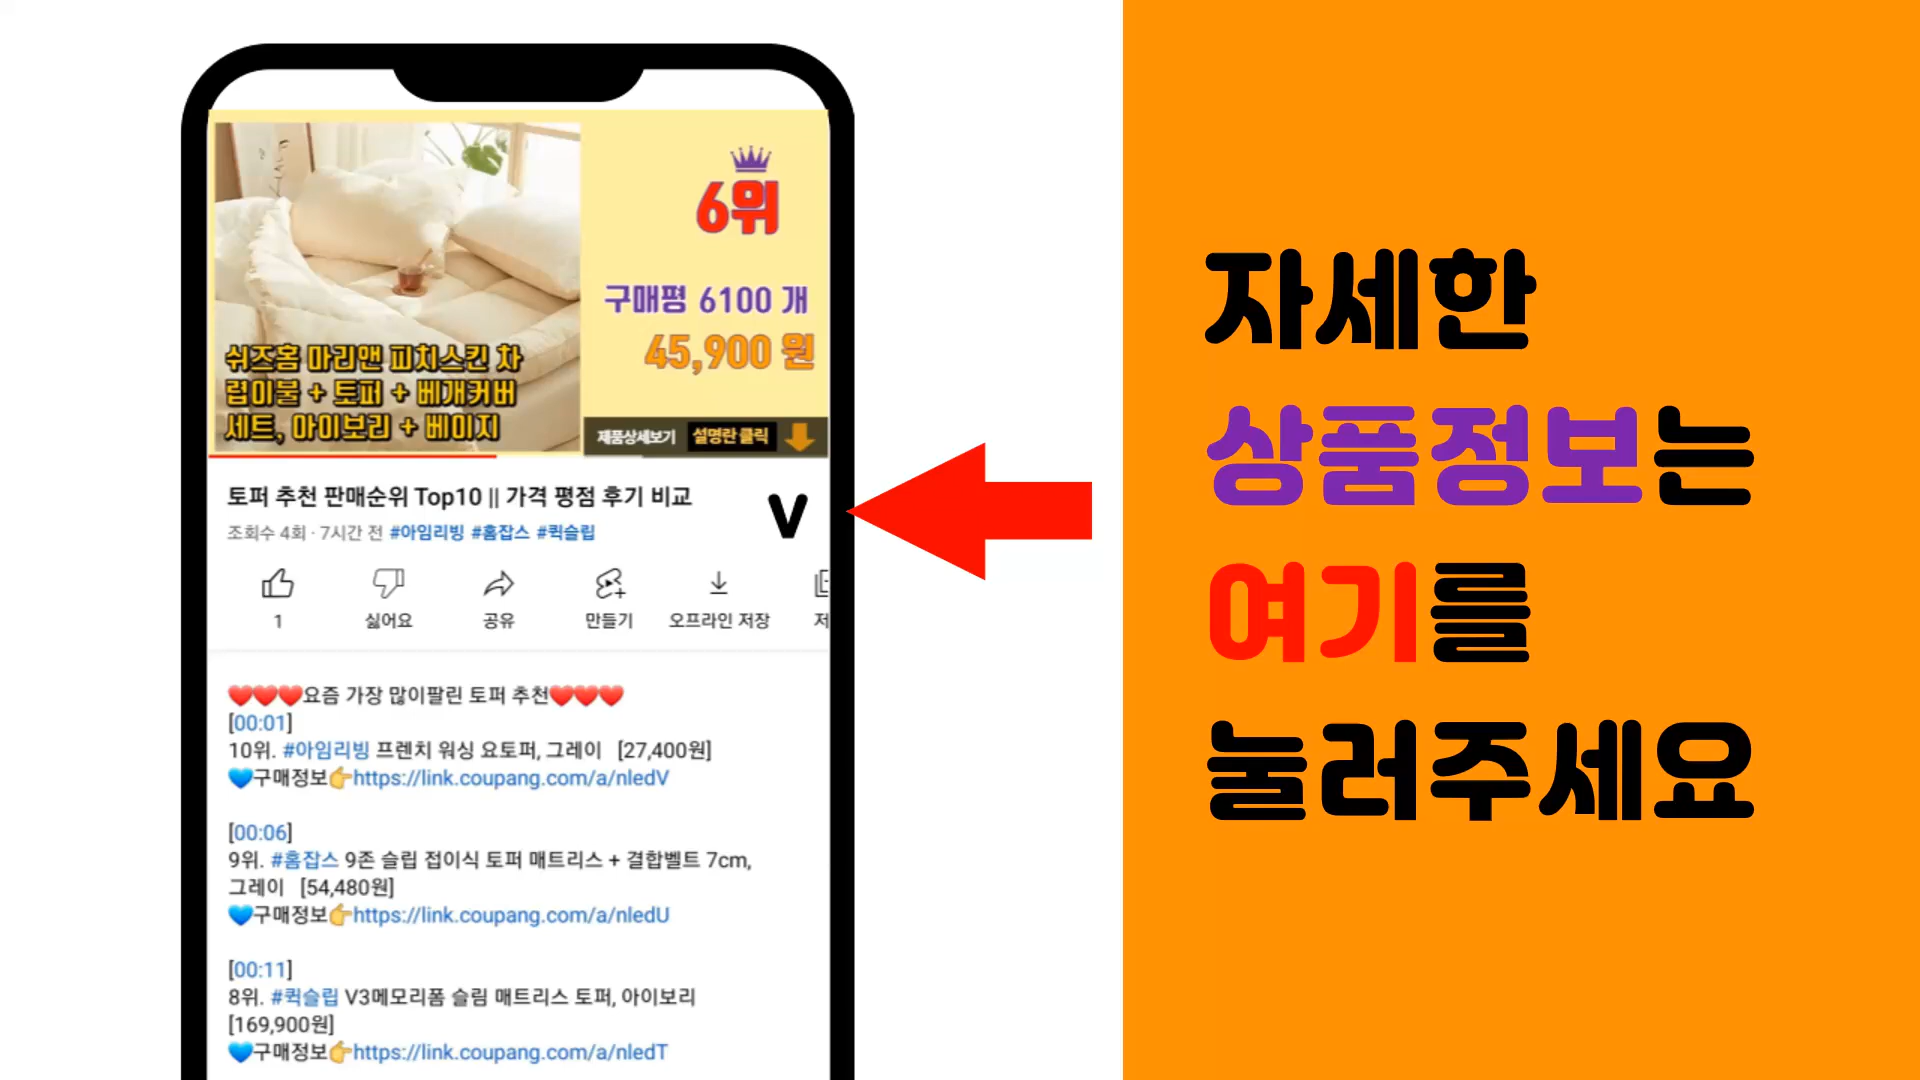 6위
구매평 6100 개
45,900 원
쉬즈홈 마리앤 피치스킨 차
렵이불 + 토퍼 + 베개커버
세트, 아이보리 + 베이지
제품상세보기 설명란 클릭
토퍼 추천 판매순위 Top10 || 가격 평점 후기 비교
V
조회수 4회 · 7시간 전 #아임리빙 #홈잡스 #퀵슬립
1 싫어요 공유 만들기 오프라인 저장 저
❤️❤️❤️요즘 가장 많이팔린 토퍼 추천❤️❤️❤️
[00:01]
10위. #아임리빙 프렌치 워싱 요토퍼, 그레이 [27,400원]
💙구매정보👉https://link.coupang.com/a/nledV
[00:06]
9위. #홈잡스 9존 슬립 접이식 토퍼 매트리스 + 결합벨트 7cm,
그레이 [54,480원]
💙구매정보👉https://link.coupang.com/a/nledU
[00:11]
8위. #퀵슬립 V3메모리폼 슬림 매트리스 토퍼, 아이보리
[169,900원]
💙구매정보👉https://link.coupang.com/a/nledT
자세한
상품정보는
여기를
눌러주세요